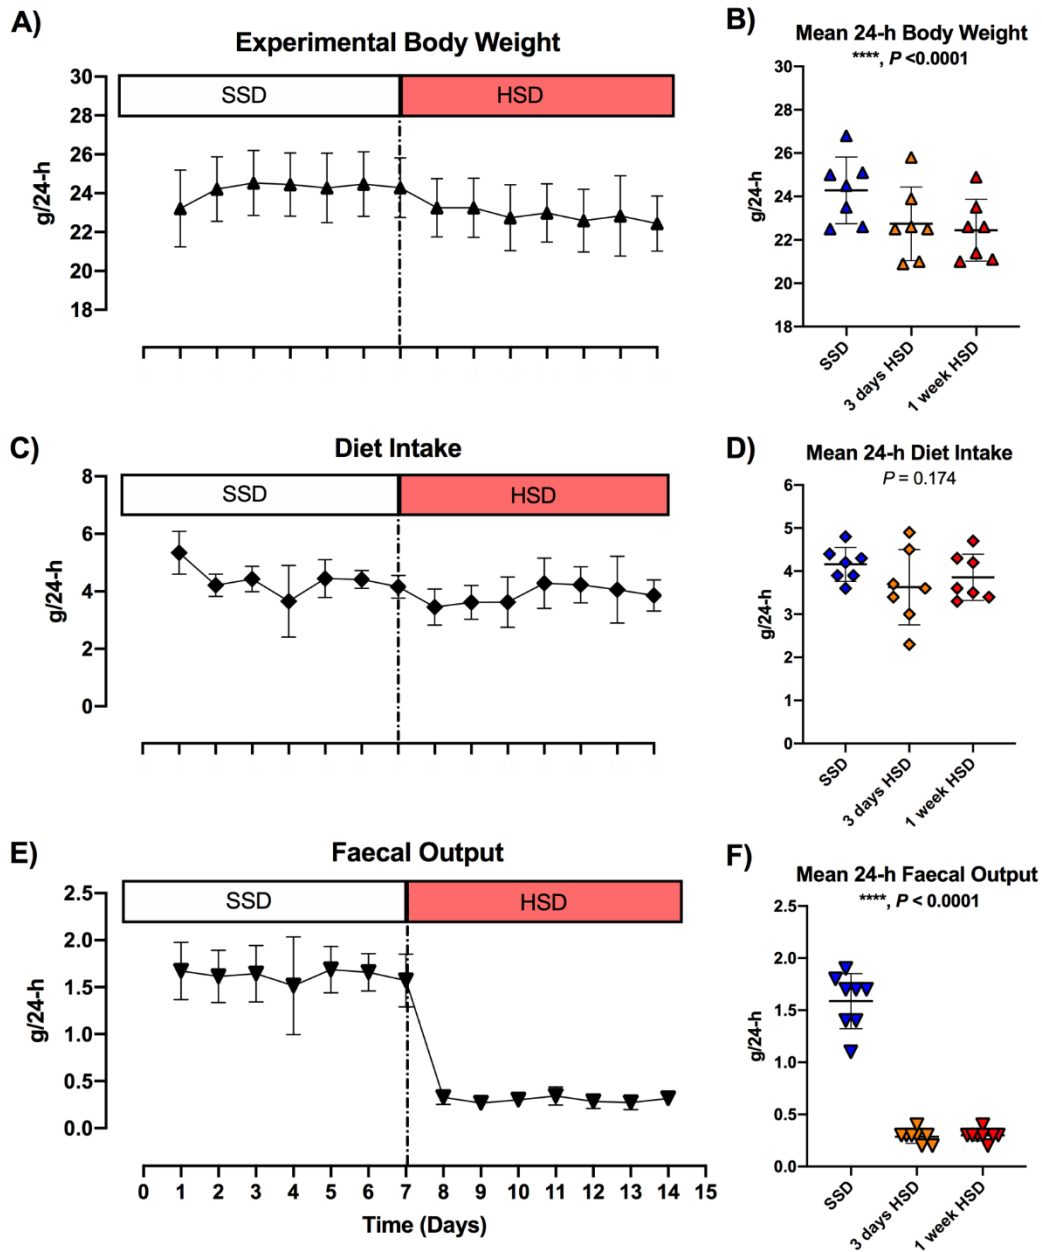 A)
Experimental Body Weight
SSD
HSD
g/24-h
30
28
26
24
22
20
18
B)
Mean 24-h Body Weight
****, P <0.0001
g/24-h
30
28
26
24
22
20
18
SSD
3 days HSD
1 week HSD
C)
Diet Intake
SSD
HSD
g/24-h
8
6
4
2
0
D)
Mean 24-h Diet Intake
P = 0.174
g/24-h
6
5
4
3
2
1
0
SSD
3 days HSD
1 week HSD
E)
Faecal Output
SSD
HSD
g/24-h
2.5
2.0
1.5
1.0
0.5
0.0
0 1 2 3 4 5 6 7 8 9 10 11 12 13 14 15
Time (Days)
F)
Mean 24-h Faecal Output
****, P < 0.0001
g/24-h
2.5
2.0
1.5
1.0
0.5
0.0
SSD
3 days HSD
1 week HSD